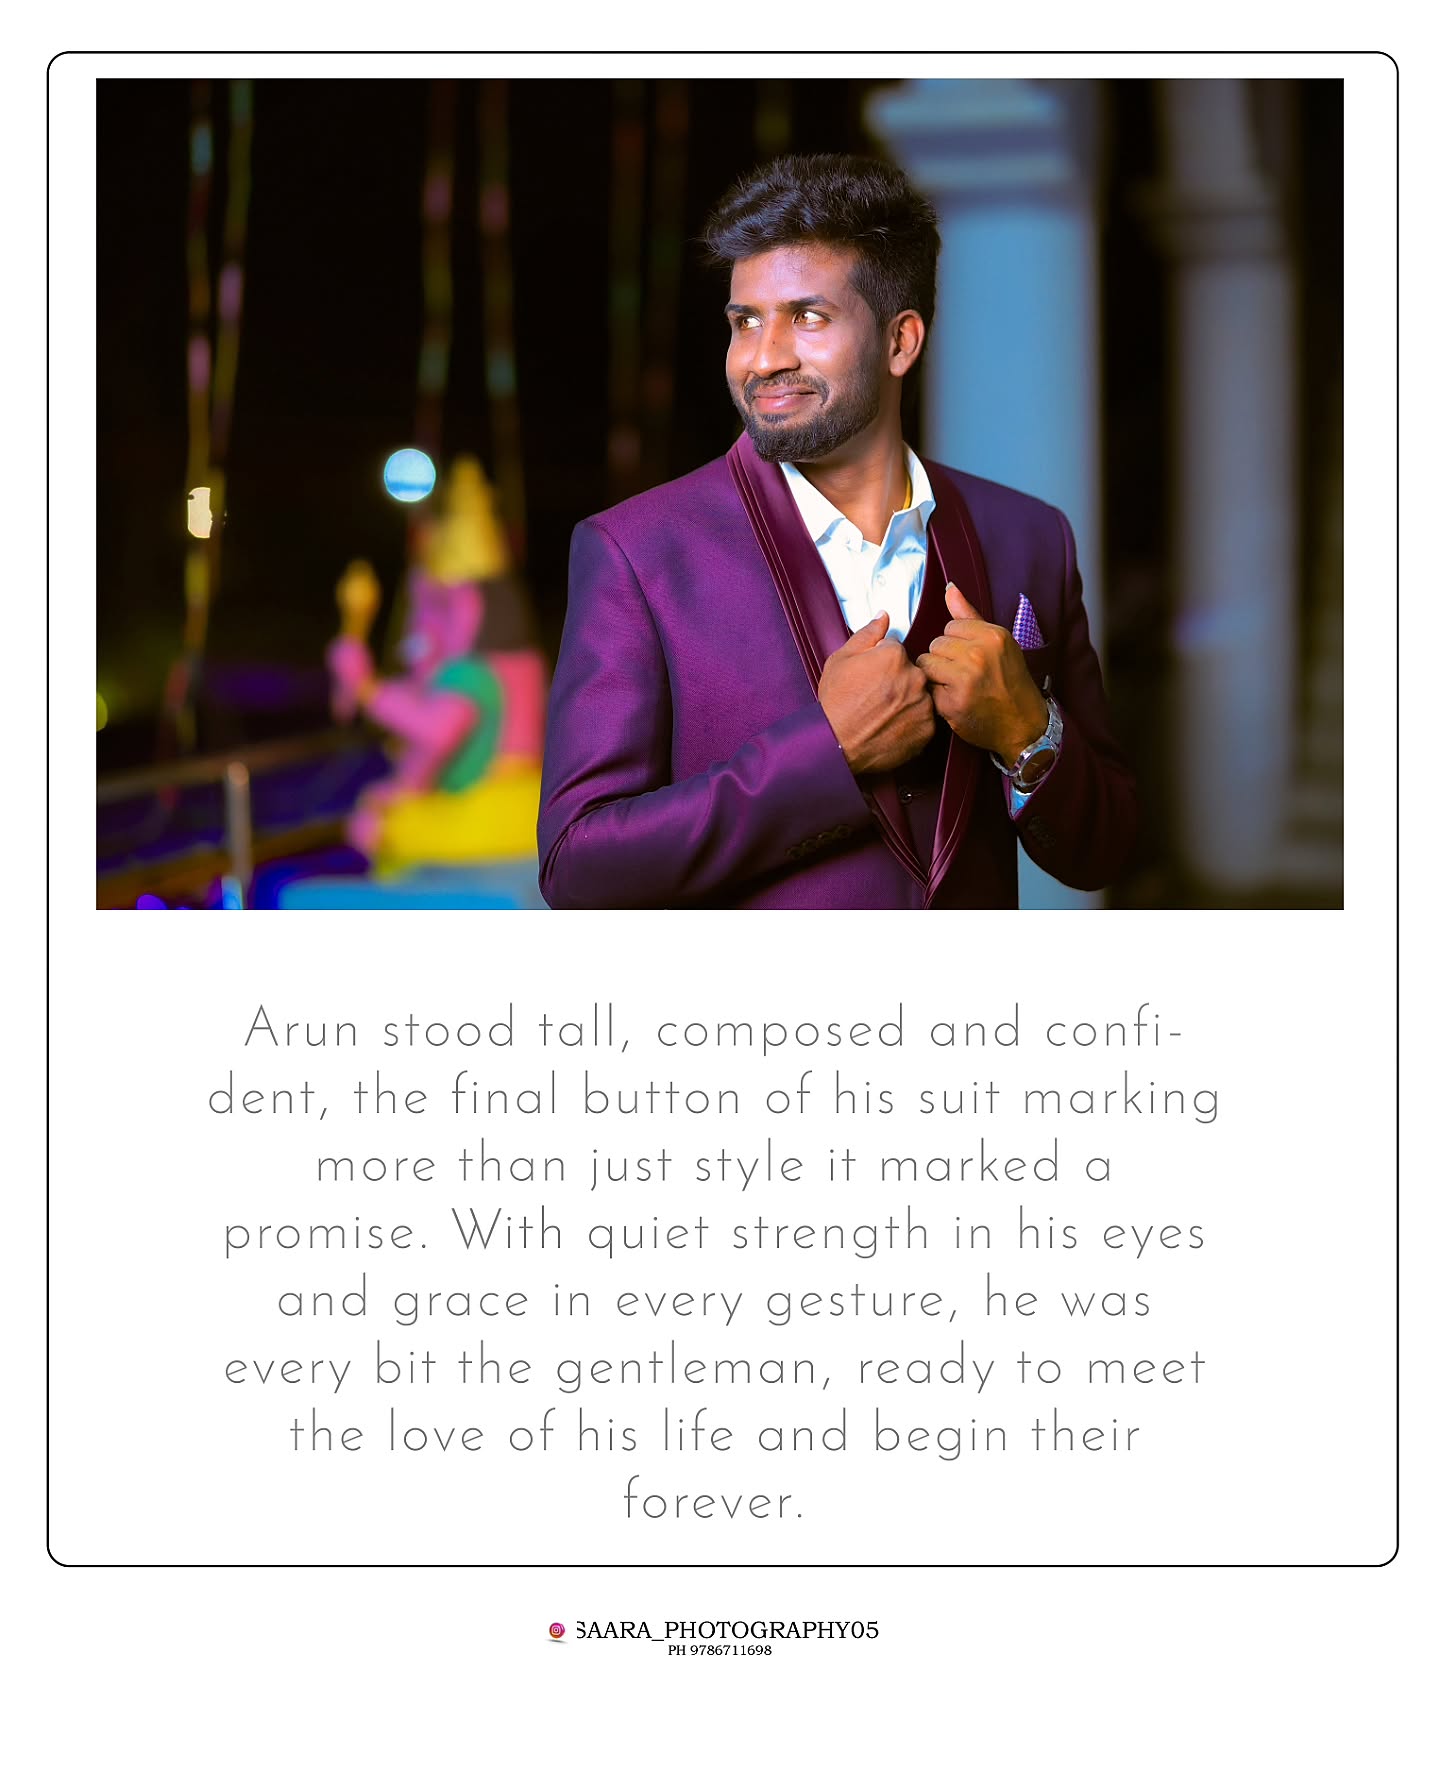 Arun stood tall, composed and confi-
dent, the final button of his suit marking
more than just style it marked a
promise. With quiet strength in his eyes
and grace in every gesture, he was
every bit the gentleman, ready to meet
the love of his life and begin their
forever.
SAARA_PHOTOGRAPHY05
PH 9786711698